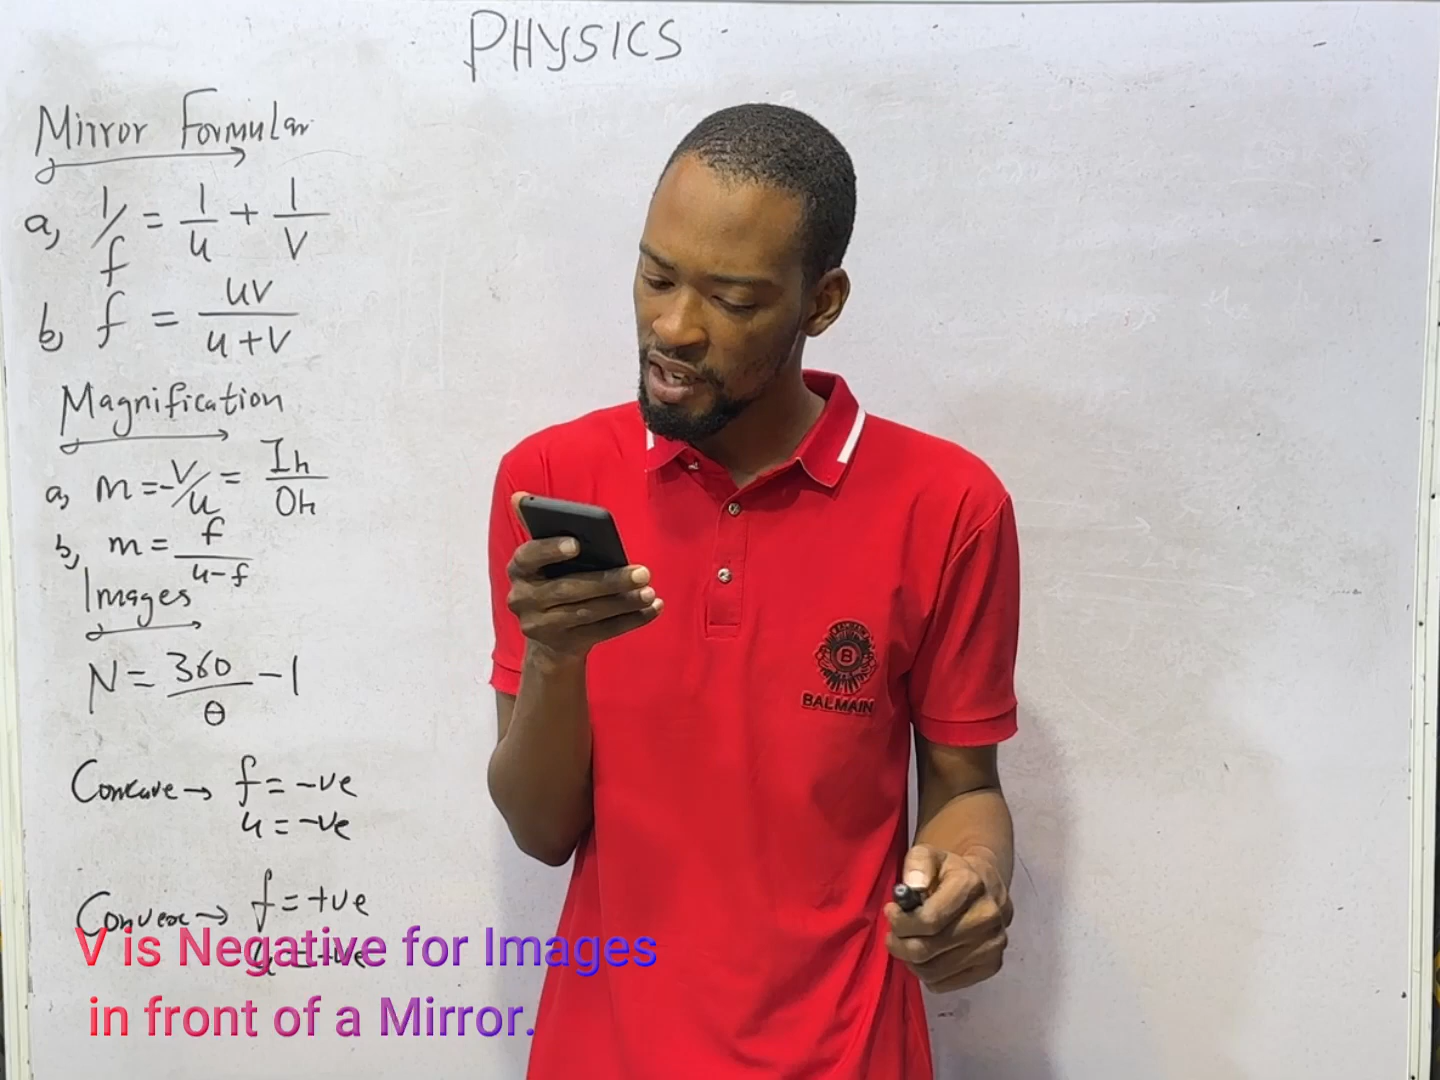 PHYSICS
Mirror Formular
a, 1/f = 1/u + 1/v
b, f = uv/u+v
Magnification
a, m = -v/u = Ih/Oh
b, m = f/u-f
Images
N = 360/θ - 1
Concave → f = -ve
u = -ve
Convex → f = +ve
V is Negative for Images
in front of a Mirror.
B
BALMAIN